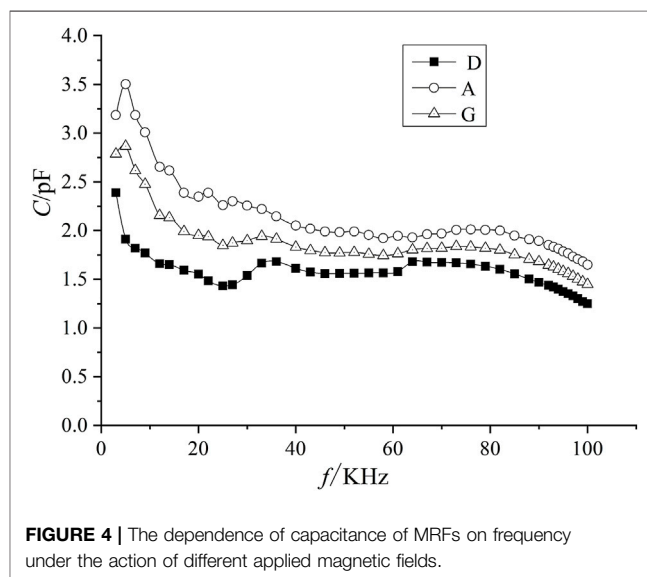 4.0
3.5
3.0
2.5
2.0
1.5
1.0
0.5
0.0
C/pF
D
A
G
0 20 40 60 80 100
f/KHz
FIGURE 4 | The dependence of capacitance of MRFs on frequency
under the action of different applied magnetic fields.